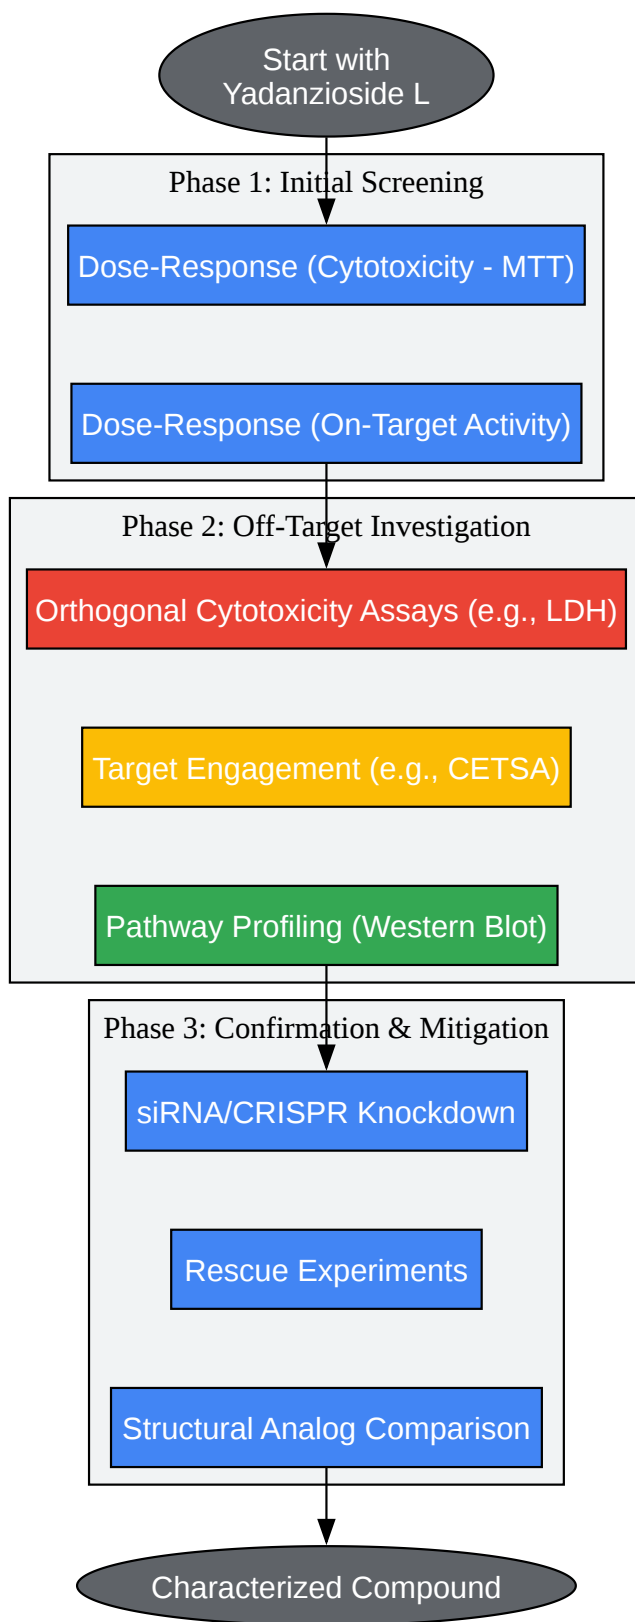 Start with
Yadanzioside L
Phase 1: Initial Screening
Dose-Response (Cytotoxicity - MTT)
Dose-Response (On-Target Activity)
Phase 2: Off-Target Investigation
Orthogonal Cytotoxicity Assays (e.g., LDH)
Target Engagement (e.g., CETSA)
Pathway Profiling (Western Blot)
Phase 3: Confirmation & Mitigation
siRNA/CRISPR Knockdown
Rescue Experiments
Structural Analog Comparison
Characterized Compound